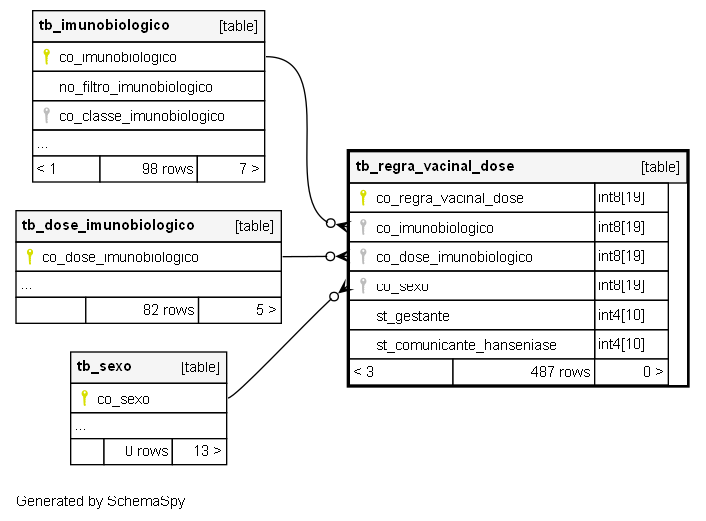 tb_imunobiologico [table]
co_imunobiologico
no_filtro_imunobiologico
co_classe_imunobiologico
...
< 1 98 rows 7 >
tb_regra_vacinal_dose [table]
co_regra_vacinal_dose int8[19]
co_imunobiologico int8[19]
co_dose_imunobiologico int8[19]
co_sexo int8[19]
st_gestante int4[10]
st_comunicante_hanseniase int4[10]
< 3 487 rows 0 >
tb_dose_imunobiologico [table]
co_dose_imunobiologico
...
82 rows 5 >
tb_sexo [table]
co_sexo
...
0 rows 13 >
Generated by SchemaSpy